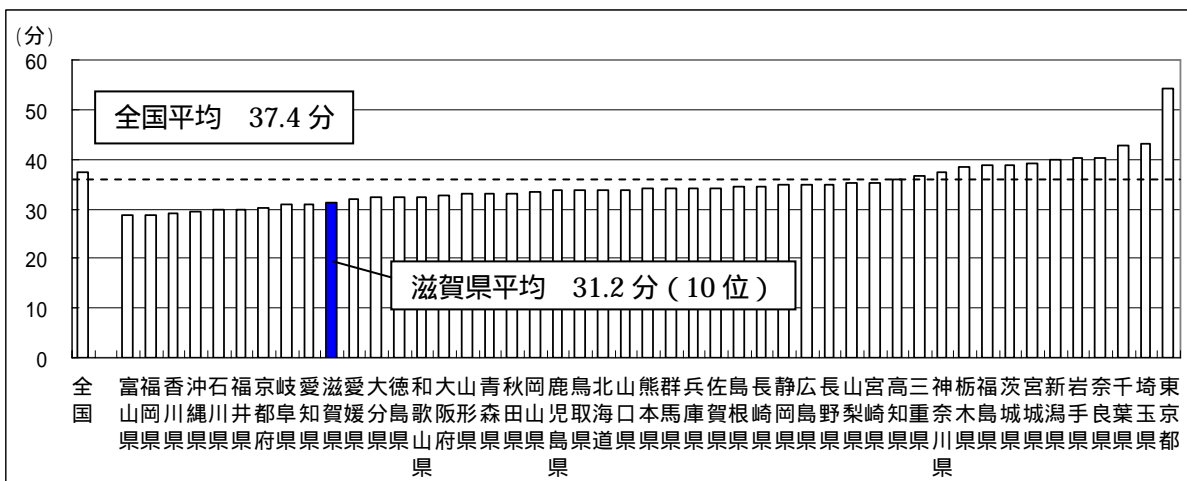 (分)
60
50
40
30
20
10
0
全国平均 37.4 分
滋賀県平均 31.2 分(10 位)
全国
富山県
福岡県
香川県
沖縄県
石川県
福井県
京都府
岐阜県
愛知県
滋賀県
愛媛県
大分県
徳島県
和歌山県
大阪府
山形県
青森県
秋田県
岡山県
鹿児島県
鳥取県
北海道
山口県
熊本県
群馬県
兵庫県
佐賀県
島根県
長崎県
静岡県
広島県
長野県
山梨県
宮崎県
高知県
三重県
神奈川県
栃木県
福島県
茨城県
宮城県
新潟県
岩手県
奈良県
千葉県
埼玉県
東京都